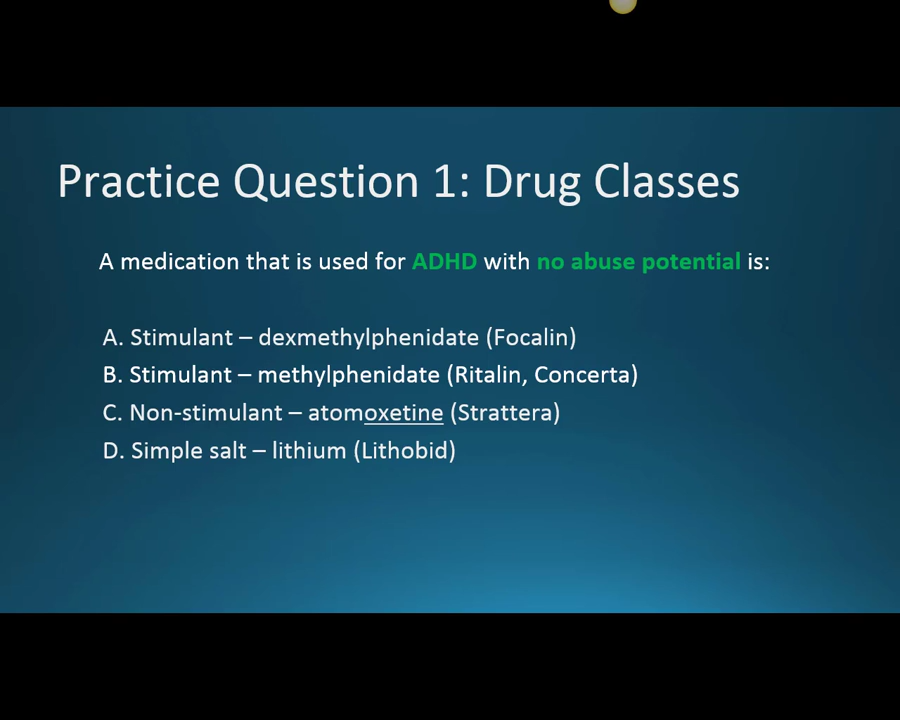 Practice Question 1: Drug Classes
A medication that is used for ADHD with no abuse potential is:
A. Stimulant – dexmethylphenidate (Focalin)
B. Stimulant – methylphenidate (Ritalin, Concerta)
C. Non-stimulant – atomoxetine (Strattera)
D. Simple salt – lithium (Lithobid)